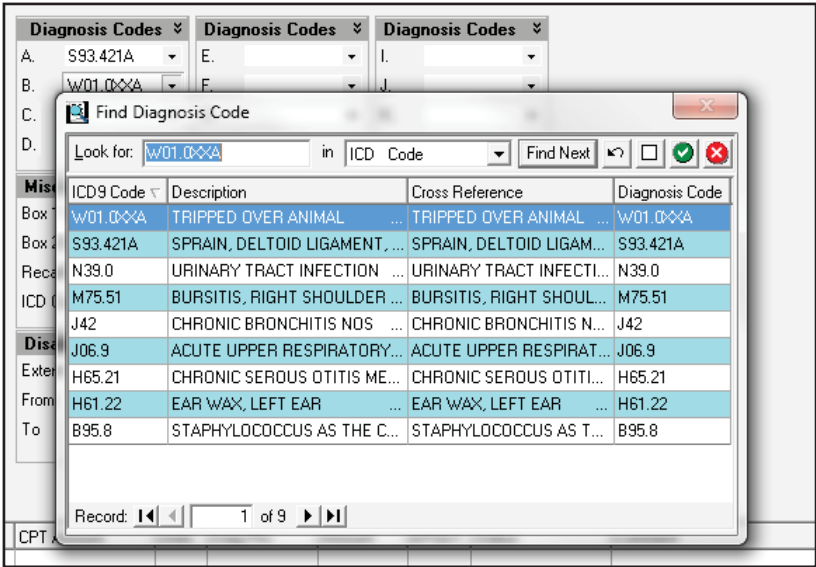 Diagnosis Codes Diagnosis Codes Diagnosis Codes
A. S93.421A E. I.
B. W01.0XXA F. J.
C.
D.
Find Diagnosis Code
Look for: W01.0XXA in ICD Code Find Next
ICD9 Code Description Cross Reference Diagnosis Code
W01.0XXA TRIPPED OVER ANIMAL ... TRIPPED OVER ANIMAL ... W01.0XXA
S93.421A SPRAIN, DELTOID LIGAMENT, ... SPRAIN, DELTOID LIGAM... S93.421A
N39.0 URINARY TRACT INFECTION ... URINARY TRACT INFECTI... N39.0
M75.51 BURSITIS, RIGHT SHOULDER ... BURSITIS, RIGHT SHOUL... M75.51
J42 CHRONIC BRONCHITIS NOS ... CHRONIC BRONCHITIS N... J42
J06.9 ACUTE UPPER RESPIRATORY... ACUTE UPPER RESPIRAT... J06.9
H65.21 CHRONIC SEROUS OTITIS ME... CHRONIC SEROUS OTITI... H65.21
H61.22 EAR WAX, LEFT EAR ... EAR WAX, LEFT EAR ... H61.22
B95.8 STAPHYLOCOCCUS AS THE C... STAPHYLOCOCCUS AS T... B95.8
Record: 1 of 9
Box
Box
ICD
From
To
CPT